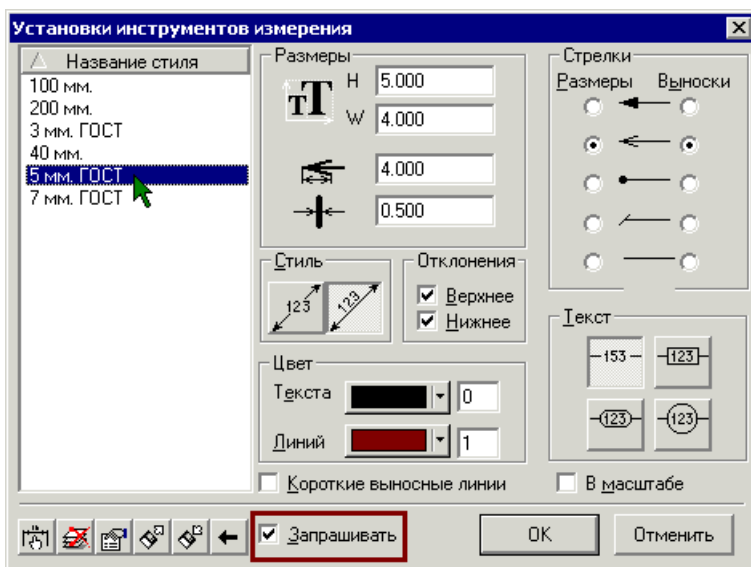 Установки инструментов измерения
Название стиля
100 мм.
200 мм.
3 мм. ГОСТ
40 мм.
5 мм. ГОСТ
7 мм. ГОСТ
Размеры
H 5.000
W 4.000
4.000
0.500
Стиль
123 123
Отклонения
Верхнее
Нижнее
Цвет
Текста 0
Линий 1
Короткие выносные линии
Стрелки
Размеры Выноски
Текст
153 123
123 123
В масштабе
Запрашивать
OK
Отменить